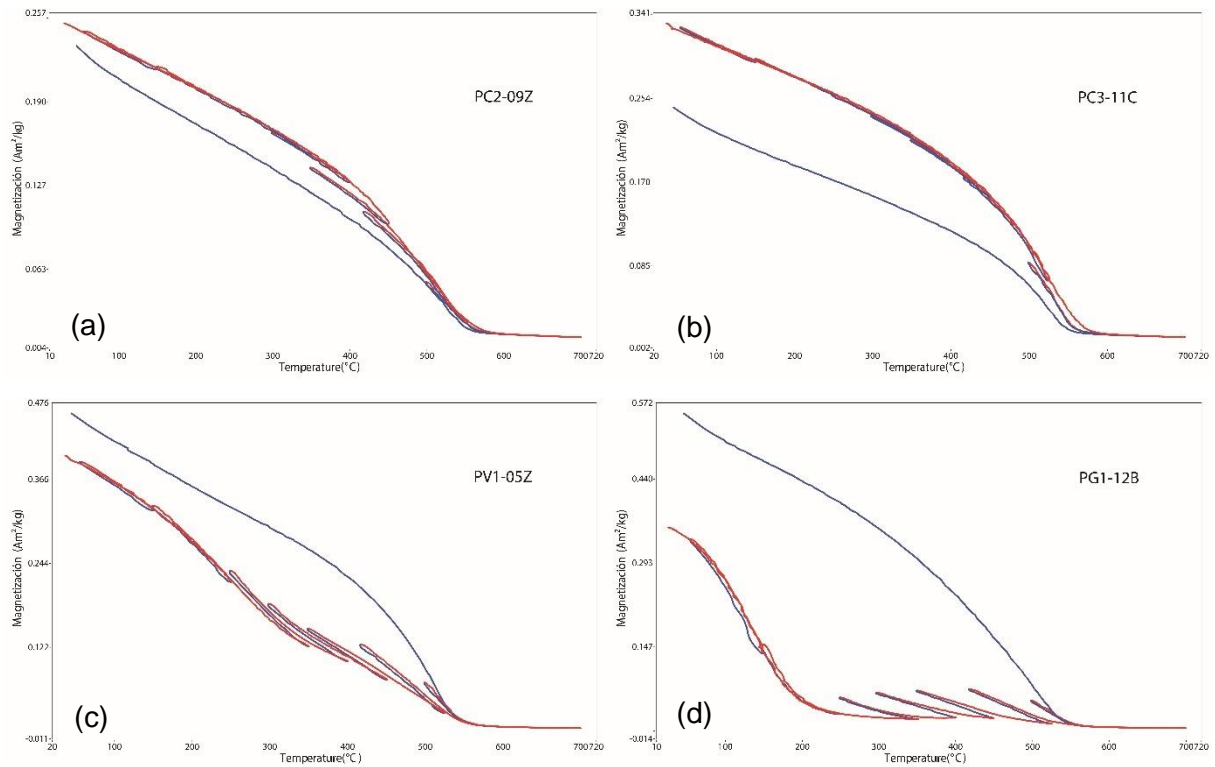 0.257
0.190
0.127
0.063
0.004
Magnetización (Am²/kg)
PC2-09Z
(a)
10 100 200 300 400 500 600 700720
Temperature(°C)
0.341
0.254
0.170
0.085
0.002
Magnetización (Am²/kg)
PC3-11C
(b)
20 100 200 300 400 500 600 700720
Temperature(°C)
0.476
0.366
0.244
0.122
-0.011
Magnetización (Am²/kg)
PV1-05Z
(c)
20 100 200 300 400 500 600 700720
Temperature(°C)
0.572
0.440
0.293
0.147
-0.014
Magnetización (Am²/kg)
PG1-12B
(d)
10 100 200 300 400 500 600 700720
Temperature(°C)